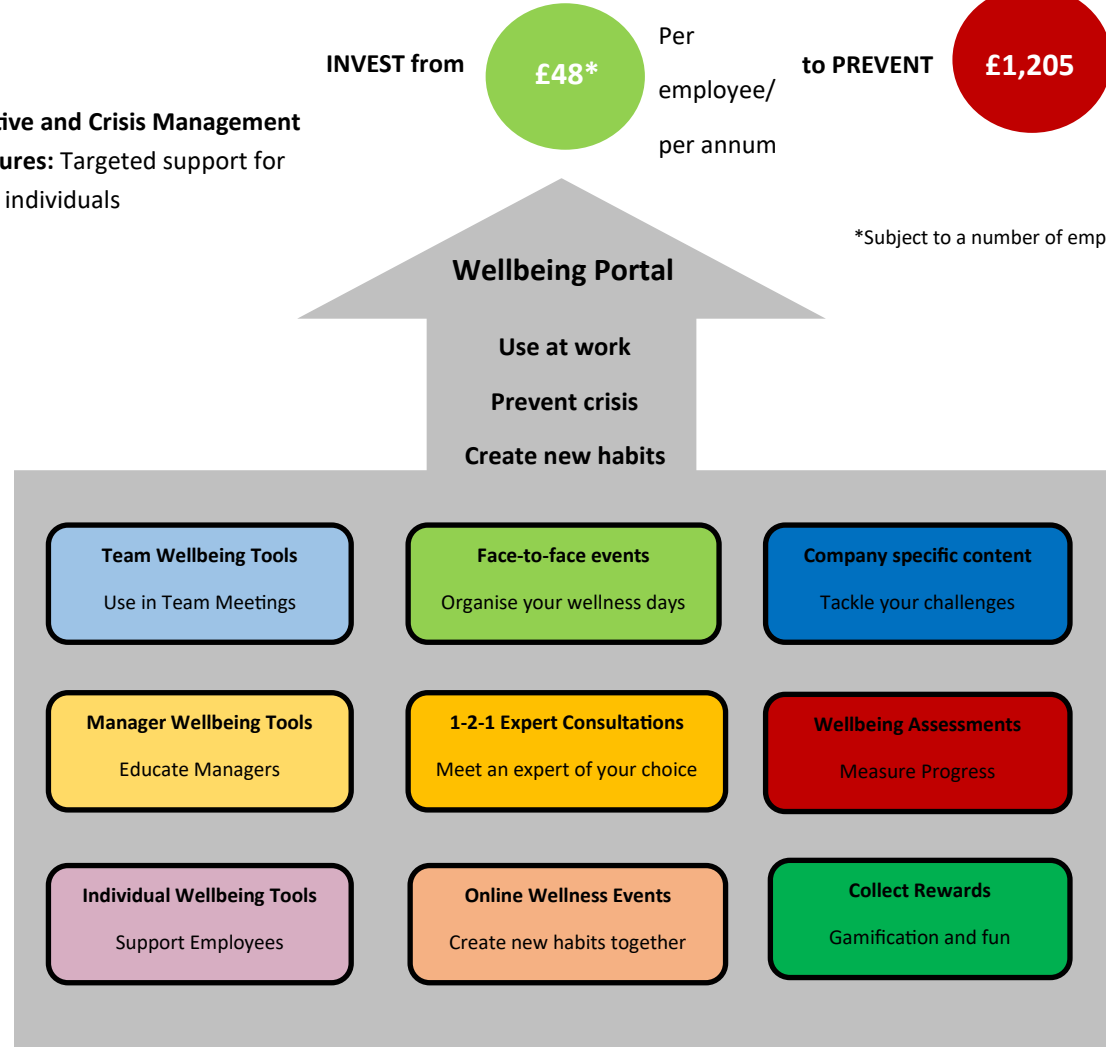 INVEST from
£48*
Per
employee/
per annum
to PREVENT
£1,205
tive and Crisis Management
ures: Targeted support for
individuals
*Subject to a number of emp
Wellbeing Portal
Use at work
Prevent crisis
Create new habits
Team Wellbeing Tools
Use in Team Meetings
Face-to-face events
Organise your wellness days
Company specific content
Tackle your challenges
Manager Wellbeing Tools
Educate Managers
1-2-1 Expert Consultations
Meet an expert of your choice
Wellbeing Assessments
Measure Progress
Individual Wellbeing Tools
Support Employees
Online Wellness Events
Create new habits together
Collect Rewards
Gamification and fun